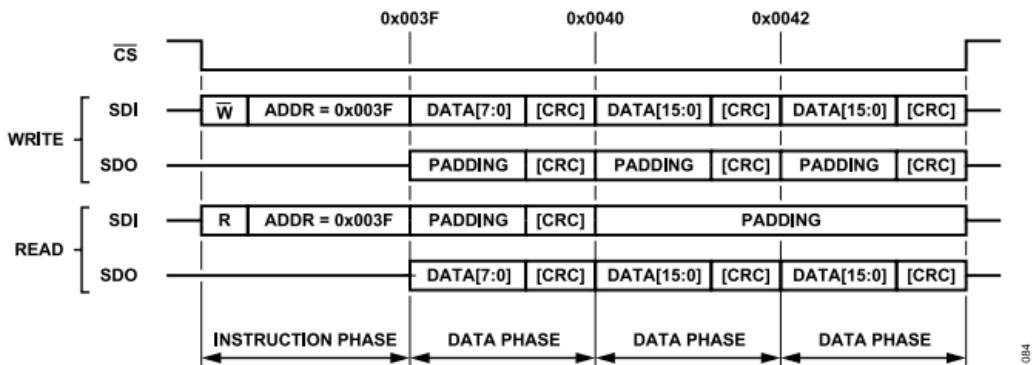 0x003F 0x0040 0x0042
CS
SDI W ADDR = 0x003F DATA[7:0] [CRC] DATA[15:0] [CRC] DATA[15:0] [CRC]
WRITE
SDO PADDING [CRC] PADDING [CRC] PADDING [CRC]
SDI R ADDR = 0x003F PADDING [CRC] PADDING
READ
SDO DATA[7:0] [CRC] DATA[15:0] [CRC] DATA[15:0] [CRC]
INSTRUCTION PHASE DATA PHASE DATA PHASE DATA PHASE
084